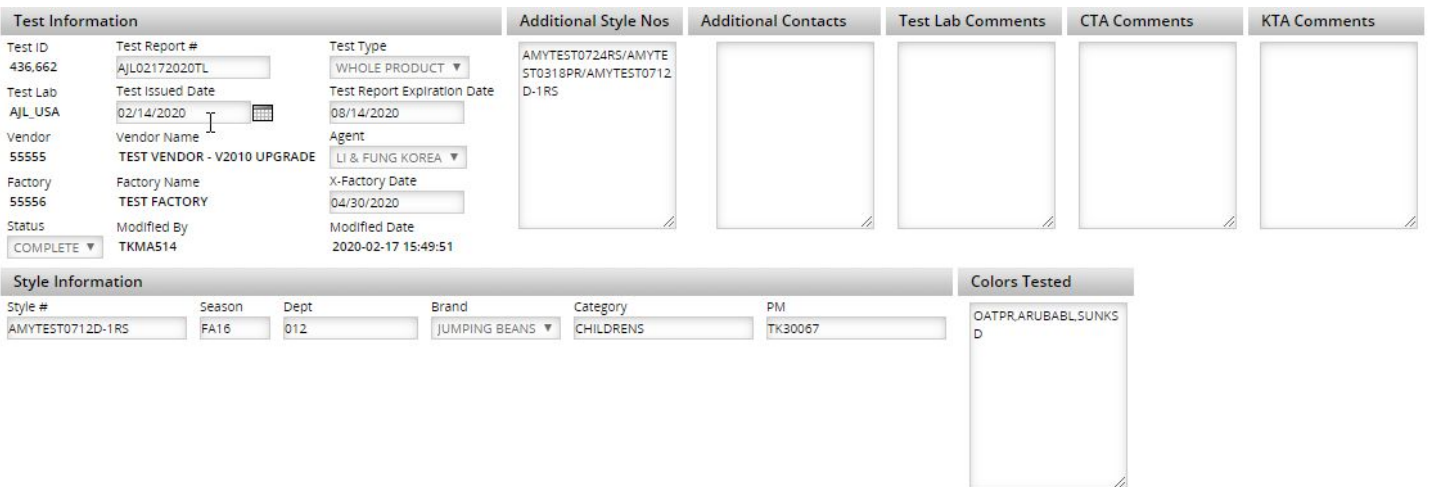 Test Information
Additional Style Nos
Additional Contacts
Test Lab Comments
CTA Comments
KTA Comments
Test ID
Test Report #
Test Type
436,662
AJL02172020TL
WHOLE PRODUCT
AMYTEST0724RS/AMYTE
ST0318PR/AMYTEST0712
D-1RS
Test Lab
Test Issued Date
Test Report Expiration Date
AJL_USA
02/14/2020
08/14/2020
Vendor
Vendor Name
Agent
55555
TEST VENDOR - V2010 UPGRADE
LI & FUNG KOREA
Factory
Factory Name
X-Factory Date
55556
TEST FACTORY
04/30/2020
Status
Modified By
Modified Date
COMPLETE
TKMA514
2020-02-17 15:49:51
Style Information
Colors Tested
Style #
Season
Dept
Brand
Category
PM
AMYTEST0712D-1RS
FA16
012
JUMPING BEANS
CHILDRENS
TK30067
OATPR,ARUBABL,SUNKS
D